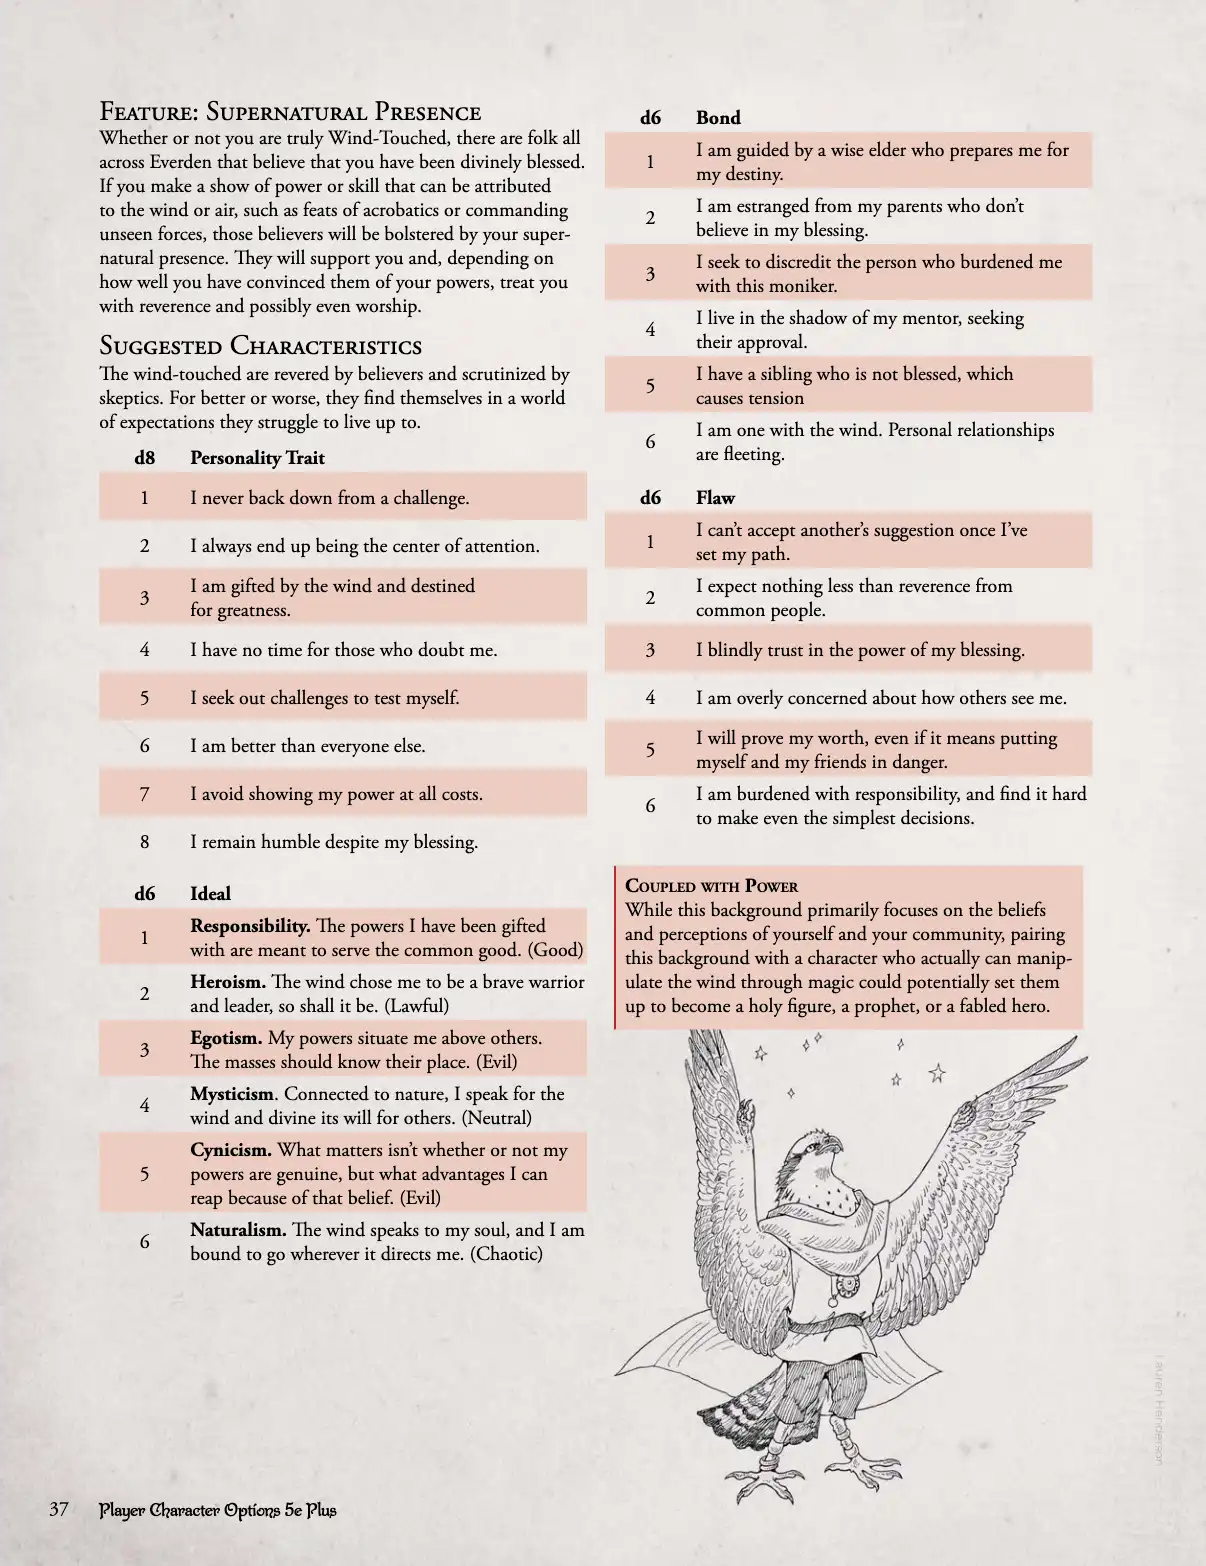 Feature: Supernatural Presence
Whether or not you are truly Wind-Touched, there are folk all
across Everden that believe that you have been divinely blessed.
If you make a show of power or skill that can be attributed
to the wind or air, such as feats of acrobatics or commanding
unseen forces, those believers will be bolstered by your super-
natural presence. They will support you and, depending on
how well you have convinced them of your powers, treat you
with reverence and possibly even worship.
Suggested Characteristics
The wind-touched are revered by believers and scrutinized by
skeptics. For better or worse, they find themselves in a world
of expectations they struggle to live up to.
d8 Personality Trait
1 I never back down from a challenge.
2 I always end up being the center of attention.
3 I am gifted by the wind and destined
for greatness.
4 I have no time for those who doubt me.
5 I seek out challenges to test myself.
6 I am better than everyone else.
7 I avoid showing my power at all costs.
8 I remain humble despite my blessing.
d6 Ideal
1 Responsibility. The powers I have been gifted
with are meant to serve the common good. (Good)
2 Heroism. The wind chose me to be a brave warrior
and leader, so shall it be. (Lawful)
3 Egotism. My powers situate me above others.
The masses should know their place. (Evil)
4 Mysticism. Connected to nature, I speak for the
wind and divine its will for others. (Neutral)
Cynicism. What matters isn't whether or not my
5 powers are genuine, but what advantages I can
reap because of that belief. (Evil)
6 Naturalism. The wind speaks to my soul, and I am
bound to go wherever it directs me. (Chaotic)
d6 Bond
1 I am guided by a wise elder who prepares me for
my destiny.
2 I am estranged from my parents who don't
believe in my blessing.
3 I seek to discredit the person who burdened me
with this moniker.
4 I live in the shadow of my mentor, seeking
their approval.
5 I have a sibling who is not blessed, which
causes tension
6 I am one with the wind. Personal relationships
are fleeting.
d6 Flaw
1 I can't accept another's suggestion once I've
set my path.
2 I expect nothing less than reverence from
common people.
3 I blindly trust in the power of my blessing.
4 I am overly concerned about how others see me.
5 I will prove my worth, even if it means putting
myself and my friends in danger.
6 I am burdened with responsibility, and find it hard
to make even the simplest decisions.
Coupled with Power
While this background primarily focuses on the beliefs
and perceptions of yourself and your community, pairing
this background with a character who actually can manip-
ulate the wind through magic could potentially set them
up to become a holy figure, a prophet, or a fabled hero.
Lauren Henderson
37 Player Character Options 5e Plus